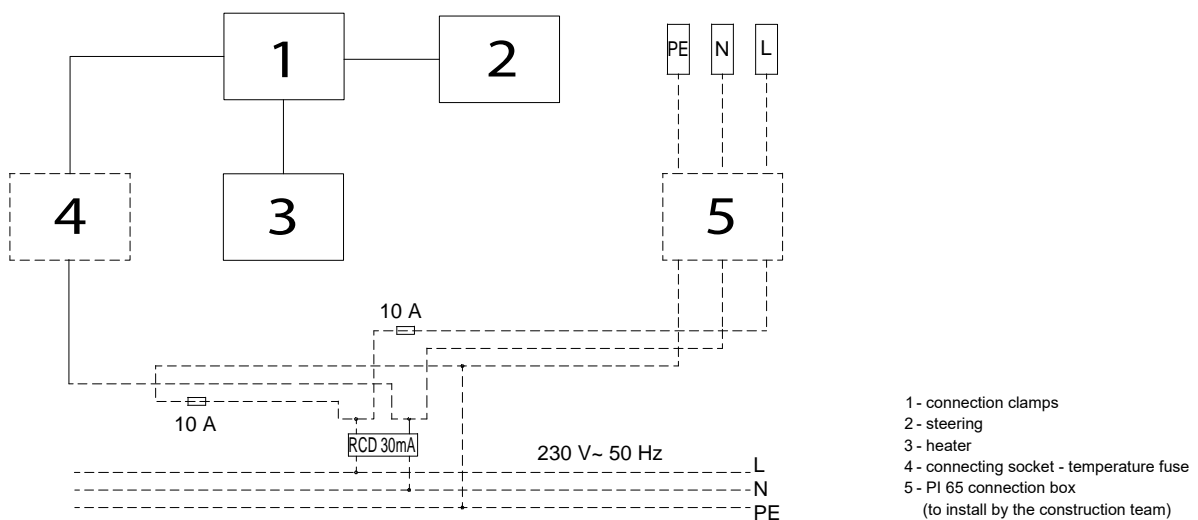 1
2
PE
N
L
4
3
5
10 A
10 A
RCD 30mA
230 V~ 50 Hz
L
N
PE
1 - connection clamps
2 - steering
3 - heater
4 - connecting socket - temperature fuse
5 - PI 65 connection box
(to install by the construction team)